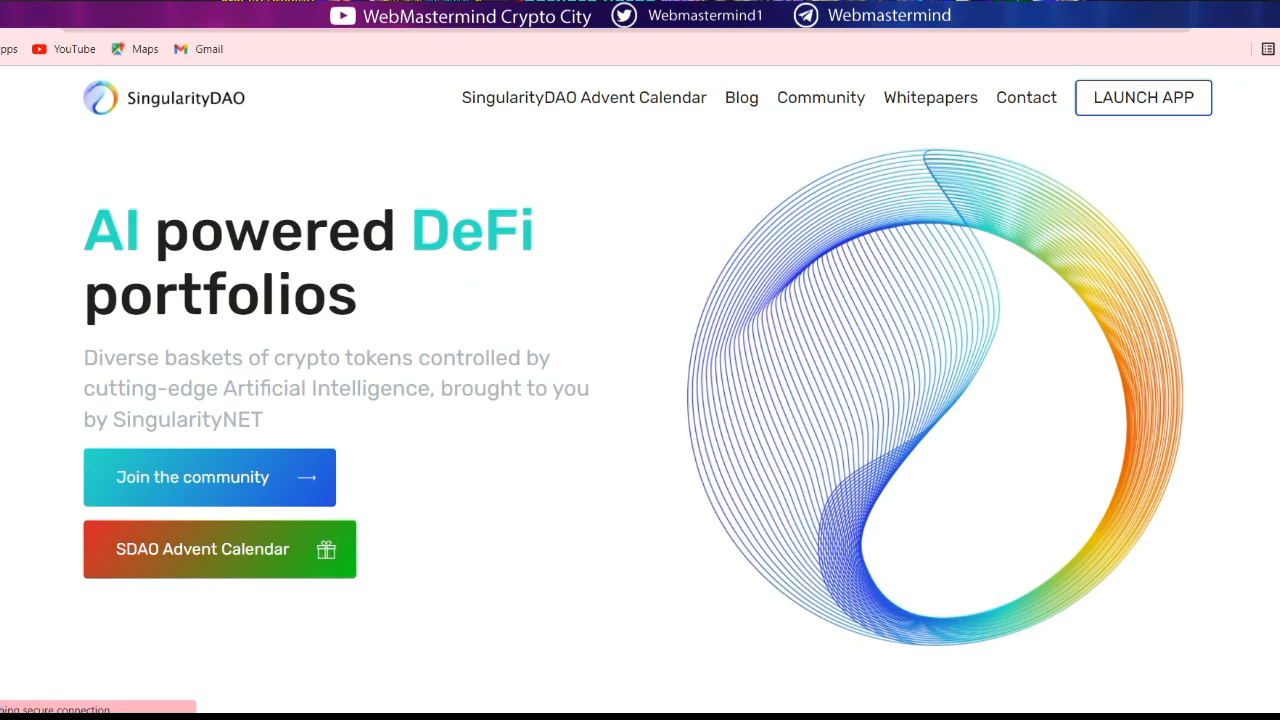 WebMastermind Crypto City Webmastermind1 Webmastermind
YouTube Maps Gmail
SingularityDAO SingularityDAO Advent Calendar Blog Community Whitepapers Contact LAUNCH APP
AI powered DeFi
portfolios
Diverse baskets of crypto tokens controlled by
cutting-edge Artificial Intelligence, brought to you
by SingularityNET
Join the community →
SDAO Advent Calendar
secure connection